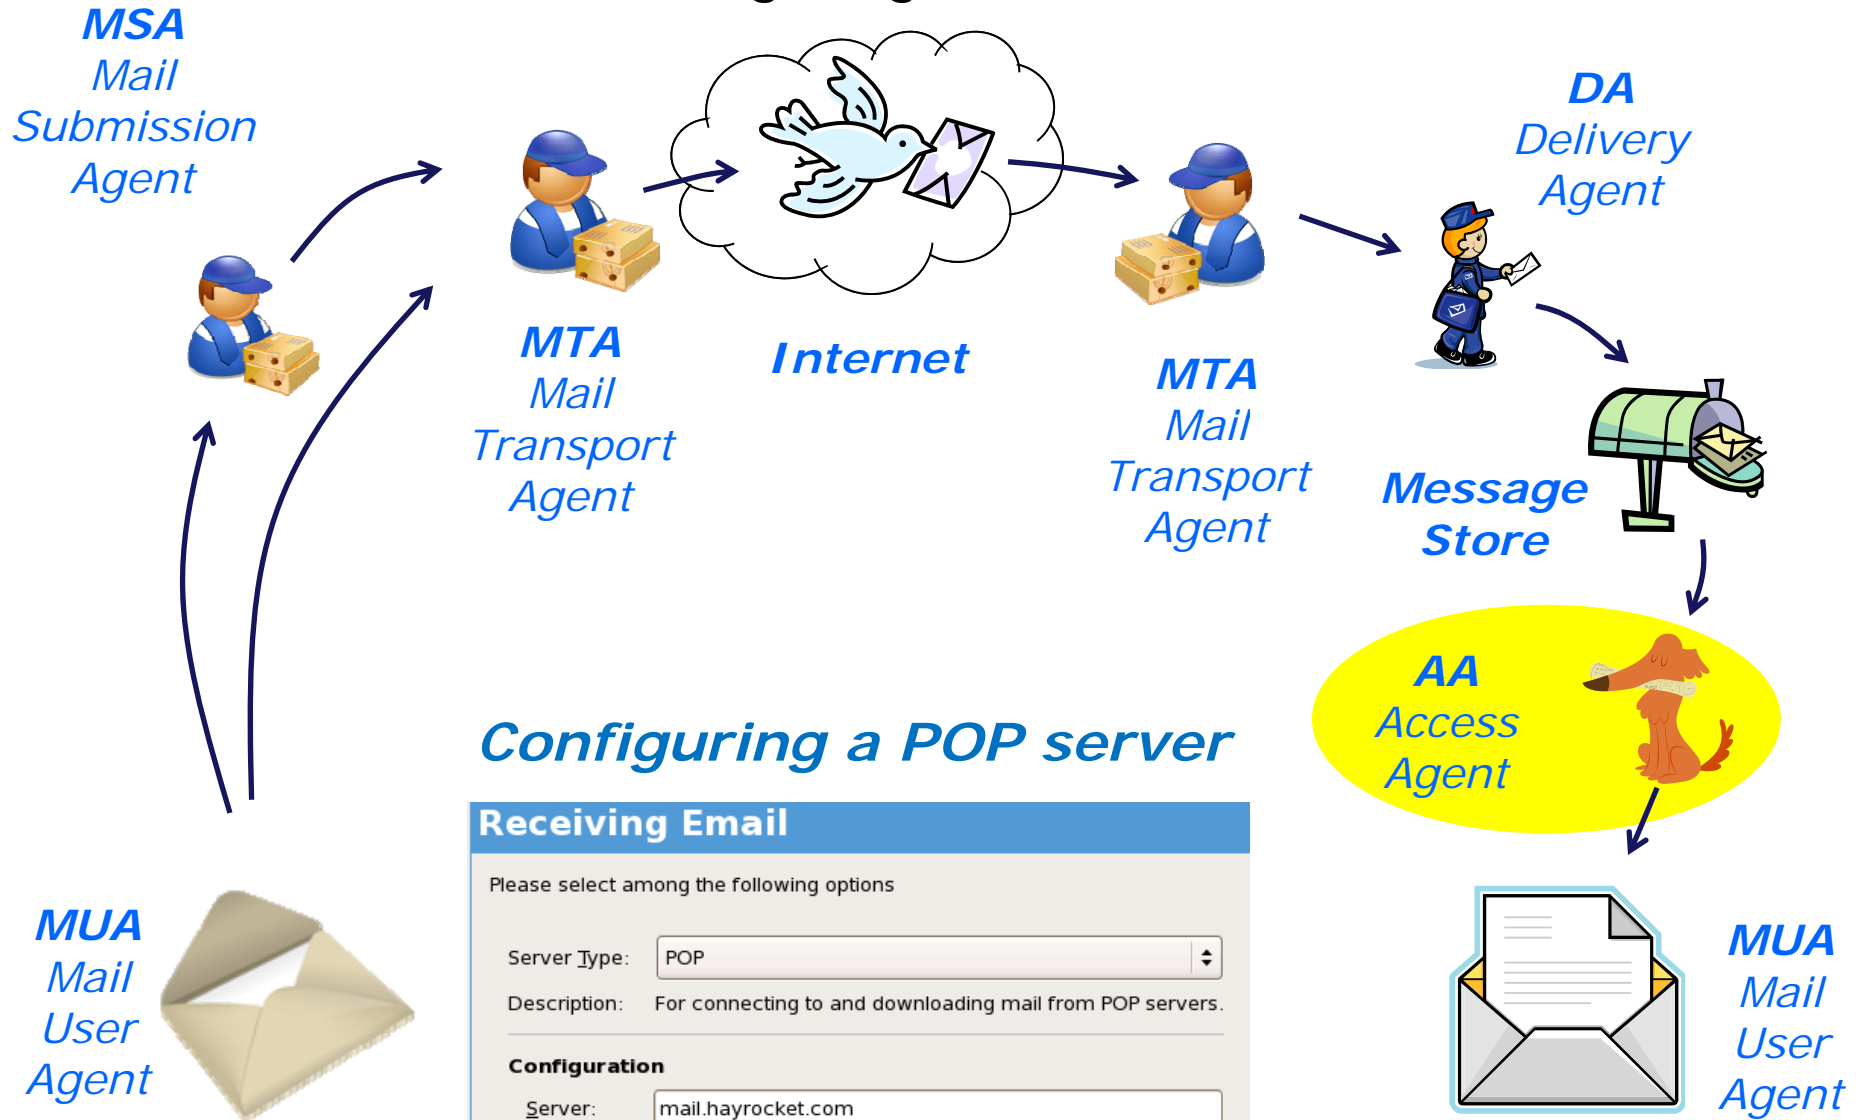 MSA
Mail
Submission
Agent
DA
Delivery
Agent
MTA
Mail
Transport
Agent
Internet
MTA
Mail
Transport
Agent
Message
Store
AA
Access
Agent
Configuring a POP server
Receiving Email
Please select among the following options
Server Type: POP
Description: For connecting to and downloading mail from POP servers.
Configuration
Server: mail.hayrocket.com
MUA
Mail
User
Agent
MUA
Mail
User
Agent